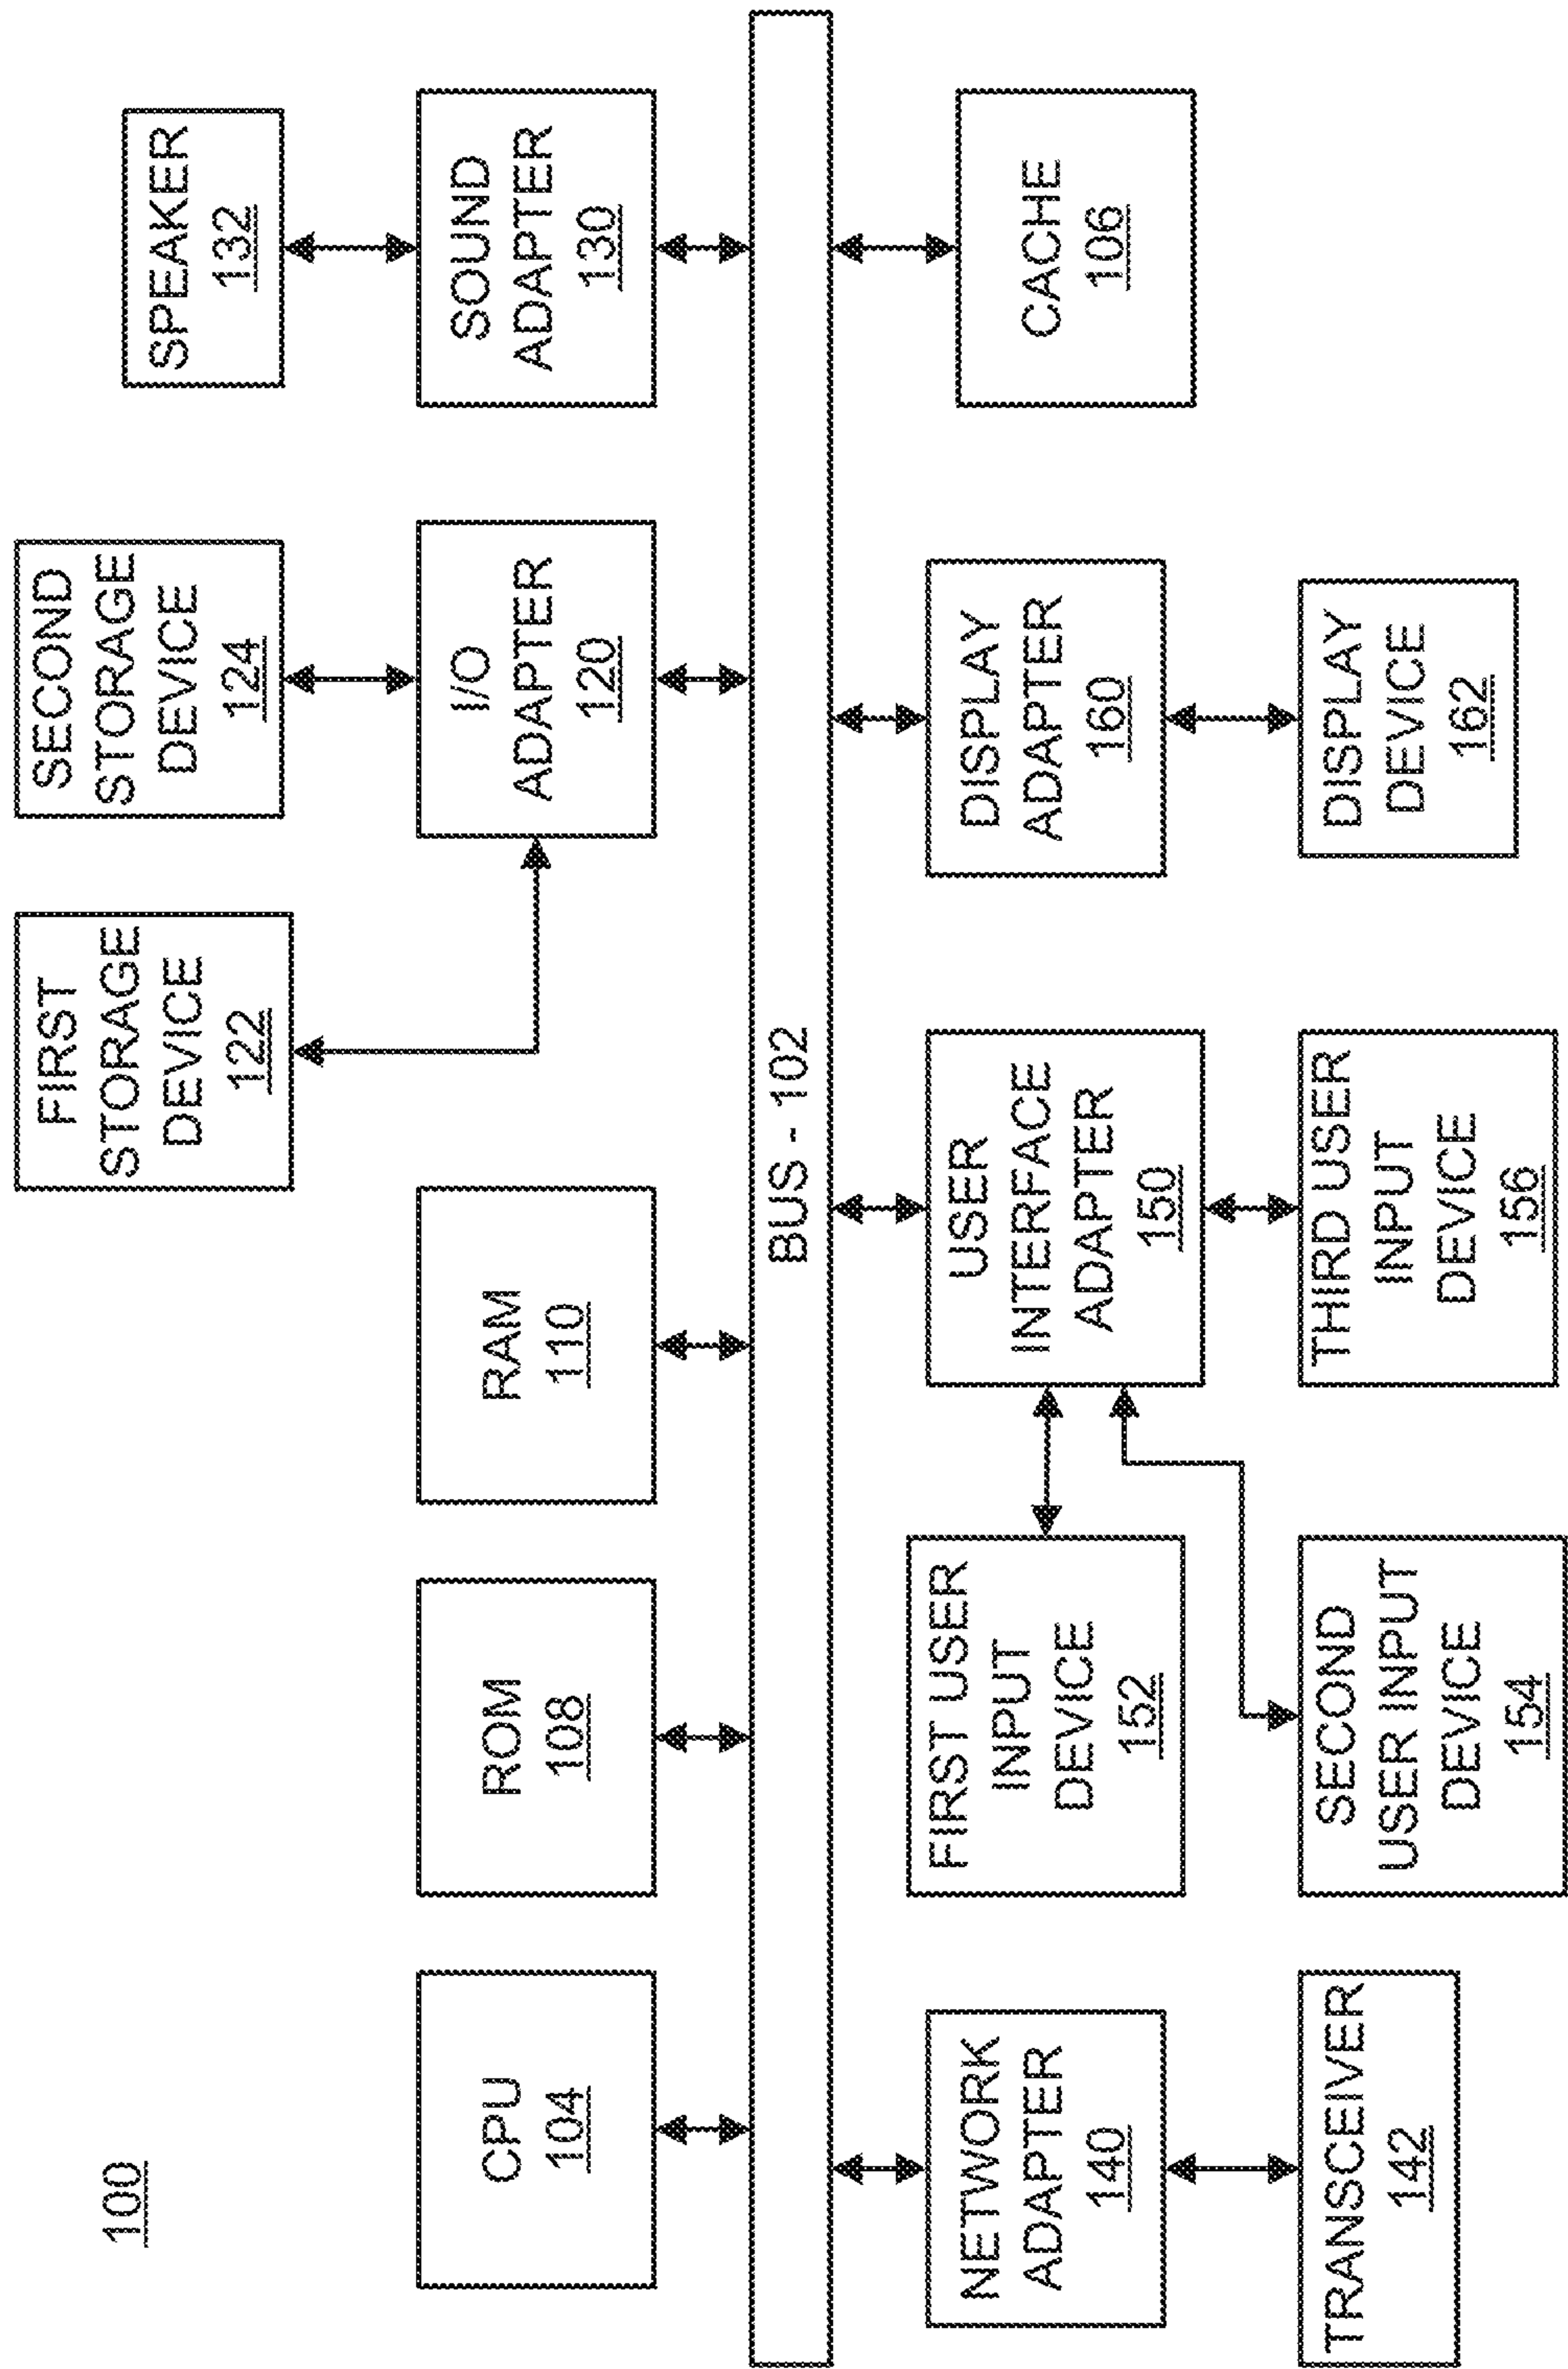 100
CPU
104
ROM
108
RAM
110
FIRST
STORAGE
DEVICE
122
SECOND
STORAGE
DEVICE
124
I/O
ADAPTER
120
SPEAKER
132
SOUND
ADAPTER
130
BUS - 102
NETWORK
ADAPTER
140
TRANSCEIVER
142
FIRST USER
INPUT
DEVICE
152
SECOND
USER INPUT
DEVICE
154
USER
INTERFACE
ADAPTER
150
THIRD USER
INPUT
DEVICE
156
DISPLAY
ADAPTER
160
DISPLAY
DEVICE
162
CACHE
106